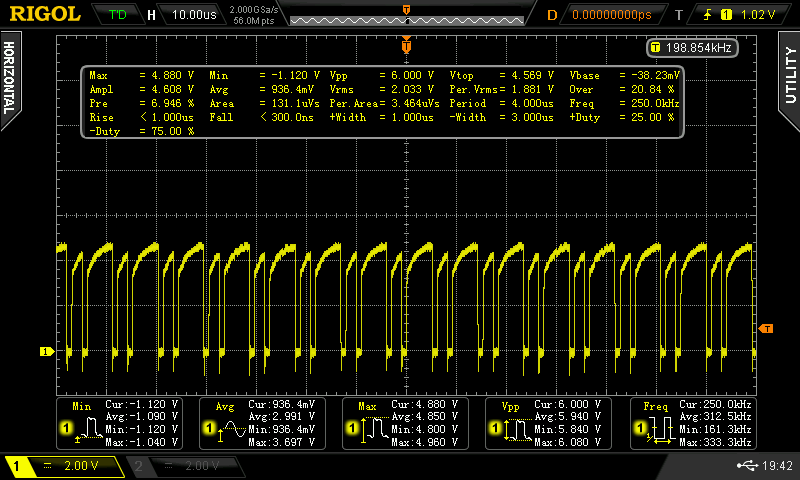 RIGOL T'D H 10.00us 2.000GSa/s 56.0M pts T D 0.00000000ps T 1 1.02 V
HORIZONTAL
UTILITY
T 198.854kHz
T
Max = 4.880 V Min = -1.120 V Vpp = 6.000 V Vtop = 4.569 V Vbase = -38.23mV
Ampl = 4.608 V Avg = 936.4mV Vrms = 2.033 V Per.Vrms= 1.881 V Over = 20.84 %
Pre = 6.946 % Area = 131.1uVs Per.Area= 3.464uVs Period = 4.000us Freq = 250.0kHz
Rise < 1.000us Fall < 300.0ns +Width = 1.000us -Width = 3.000us +Duty = 25.00 %
-Duty = 75.00 %
T
1
Min Cur:-1.120 V
Avg:-1.090 V
1 Min:-1.120 V
Max:-1.040 V
Avg Cur:936.4mV
Avg:2.991 V
1 Min:936.4mV
Max:3.697 V
Max Cur:4.880 V
Avg:4.850 V
1 Min:4.800 V
Max:4.960 V
Vpp Cur:6.000 V
Avg:5.940 V
1 Min:5.840 V
Max:6.080 V
Freq Cur:250.0kHz
Avg:312.5kHz
1 Min:161.3kHz
Max:333.3kHz
1 2.00 V 2 2.00 V 19:42